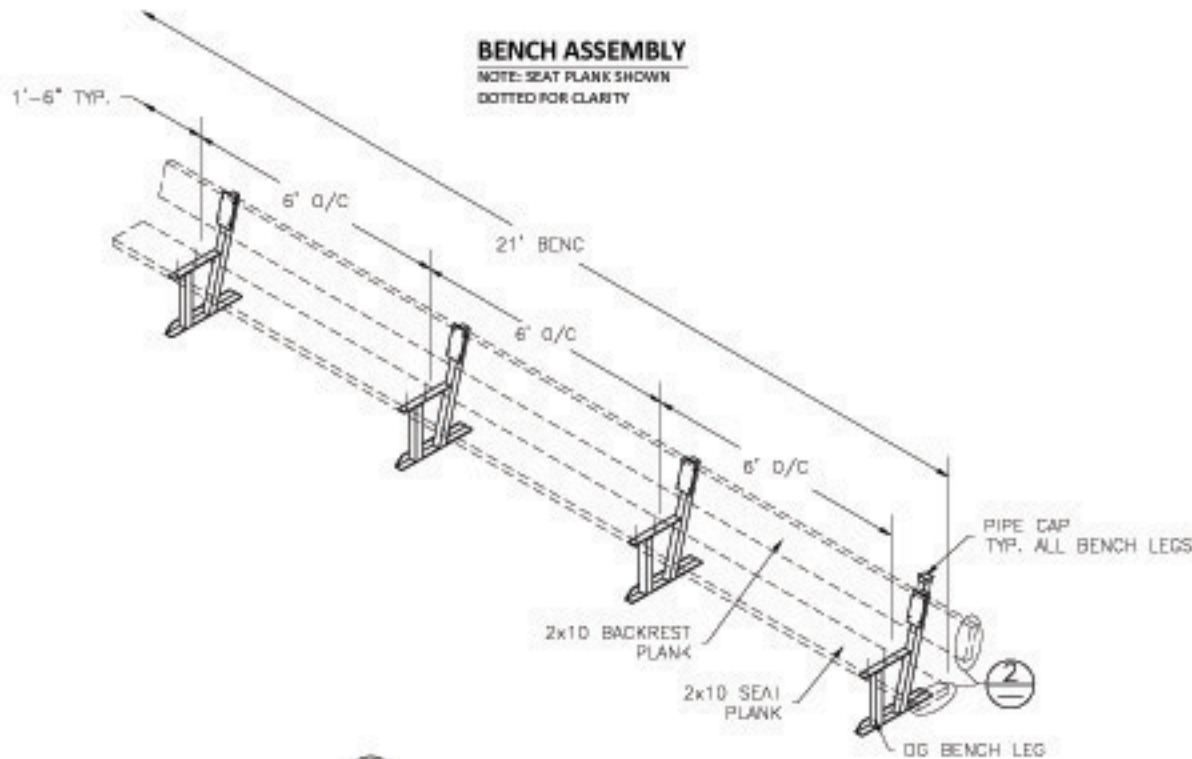 BENCH ASSEMBLY
NOTE: SEAT PLANK SHOWN
DOTTED FOR CLARITY
1'-6" TYP.
6' O/C
21' BENC
6' O/C
6' O/C
PIPE CAP
TYP. ALL BENCH LEGS
2x10 BACKREST
PLANK
2x10 SEAT
PLANK
2
OG BENCH LEG